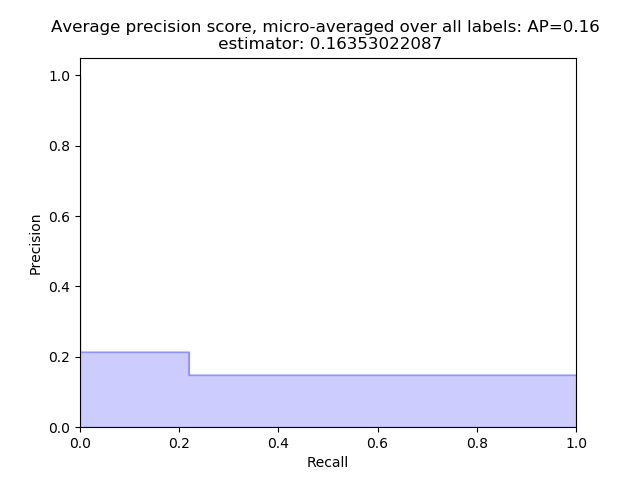 Average precision score, micro-averaged over all labels: AP=0.16
estimator: 0.16353022087
1.0
0.8
0.6
0.4
0.2
0.0
Precision
0.0 0.2 0.4 0.6 0.8 1.0
Recall